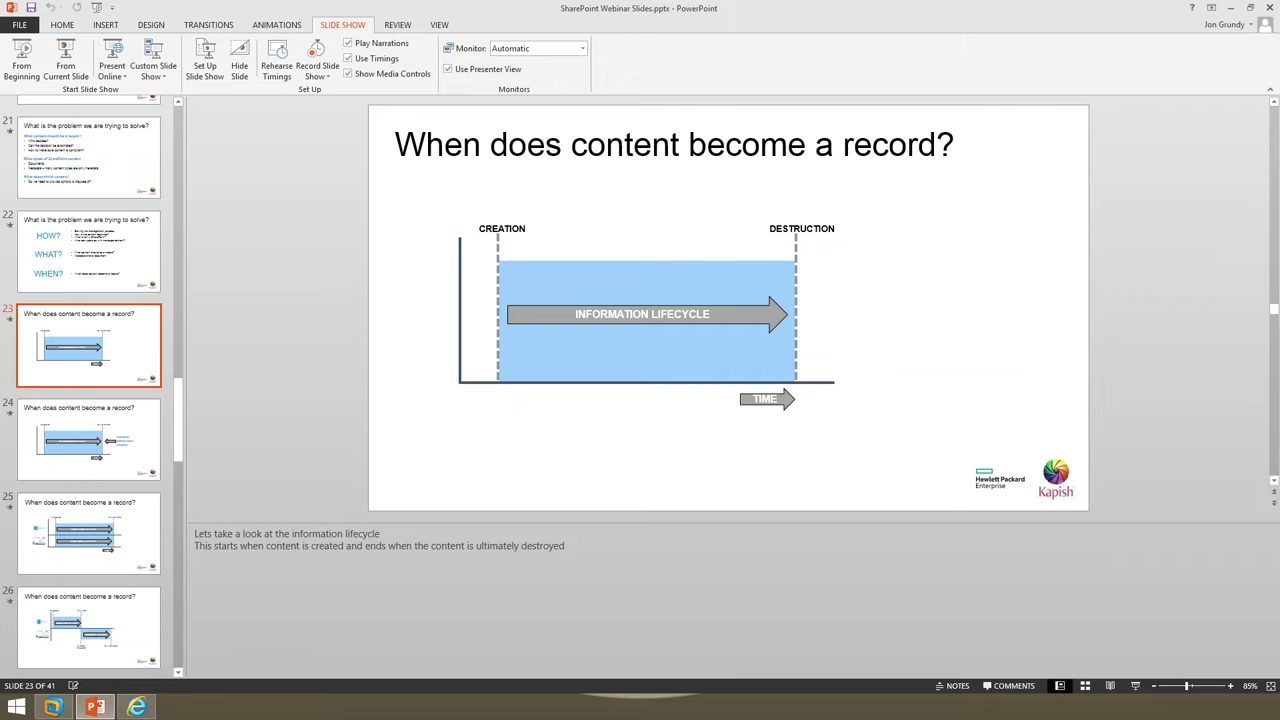 SharePoint Webinar Slides.pptx - PowerPoint
FILE HOME INSERT DESIGN TRANSITIONS ANIMATIONS SLIDE SHOW REVIEW VIEW
Jon Grundy
From Beginning
From Current Slide
Present Online
Custom Slide Show
Start Slide Show
Set Up Slide Show
Hide Slide
Rehearse Timings
Record Slide Show
Play Narrations
Use Timings
Show Media Controls
Set Up
Monitor: Automatic
Use Presenter View
Monitors
21
What is the problem we are trying to solve?
22
What is the problem we are trying to solve?
HOW?
WHAT?
WHEN?
23
When does content become a record?
24
When does content become a record?
25
When does content become a record?
26
When does content become a record?
When does content become a record?
CREATION
DESTRUCTION
INFORMATION LIFECYCLE
TIME
Hewlett Packard
Enterprise
Kapish
Lets take a look at the information lifecycle
This starts when content is created and ends when the content is ultimately destroyed
SLIDE 23 OF 41
NOTES
COMMENTS
85%